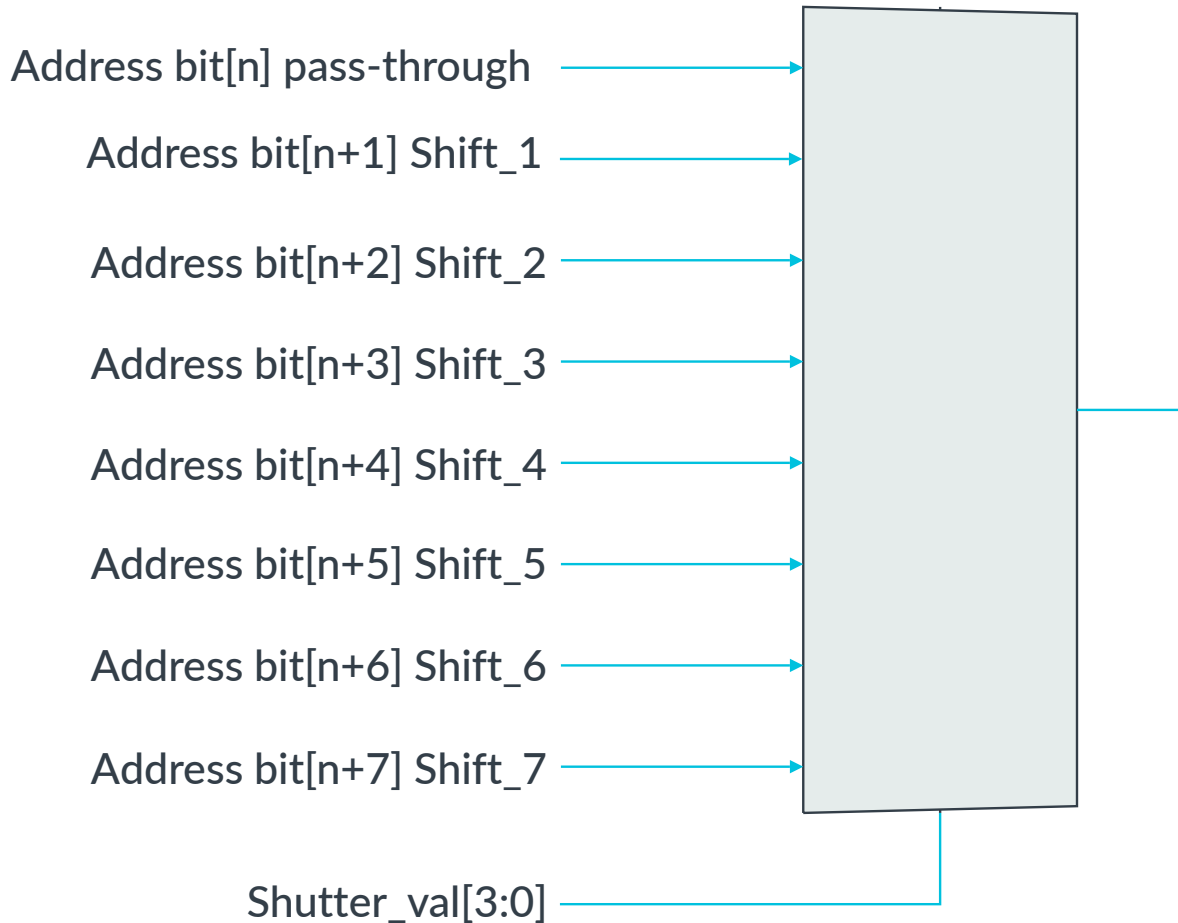 Address bit[n] pass-through
Address bit[n+1] Shift_1
Address bit[n+2] Shift_2
Address bit[n+3] Shift_3
Address bit[n+4] Shift_4
Address bit[n+5] Shift_5
Address bit[n+6] Shift_6
Address bit[n+7] Shift_7
Shutter_val[3:0]